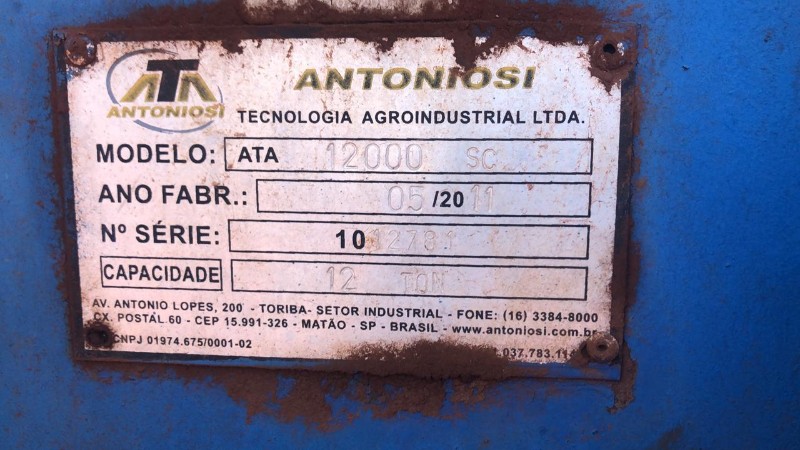 ATA
ANTONIOSI
ANTONIOSI
TECNOLOGIA AGROINDUSTRIAL LTDA.
MODELO: ATA 12000 SC
ANO FABR.: 05/2011
Nº SÉRIE:
CAPACIDADE 12 TON
AV. ANTONIO LOPES, 200 - TORIBA- SETOR INDUSTRIAL - FONE: (16) 3384-8000
CX. POSTÁL 60 - CEP 15.991-326 - MATÃO - SP - BRASIL - www.antoniosi.com.br
CNPJ 01974.675/0001-02